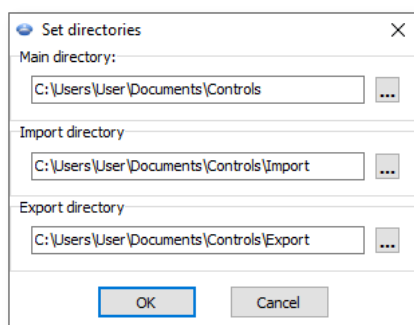 Set directories
Main directory:
C:\Users\User\Documents\Controls
...
Import directory
C:\Users\User\Documents\Controls\Import
...
Export directory
C:\Users\User\Documents\Controls\Export
...
OK Cancel